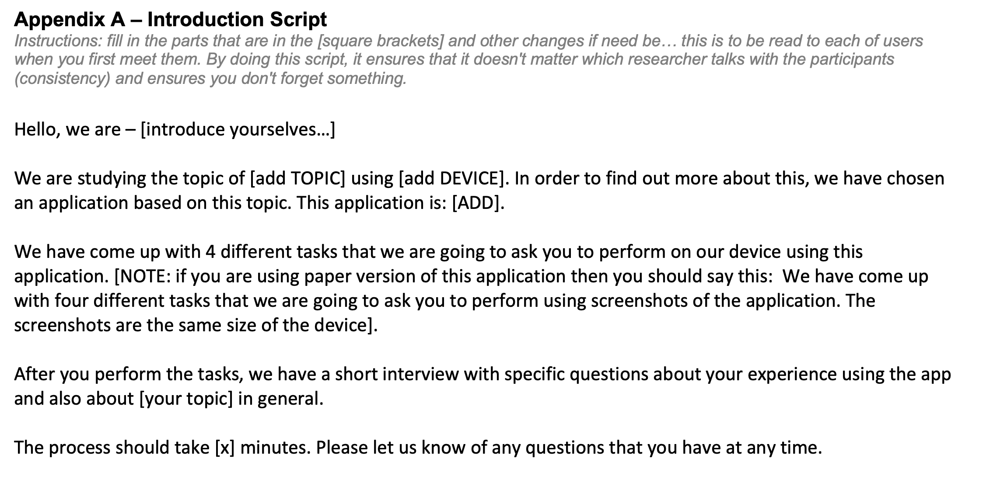 Appendix A – Introduction Script
Instructions: fill in the parts that are in the [square brackets] and other changes if need be… this is to be read to each of users
when you first meet them. By doing this script, it ensures that it doesn't matter which researcher talks with the participants
(consistency) and ensures you don't forget something.
Hello, we are – [introduce yourselves…]
We are studying the topic of [add TOPIC] using [add DEVICE]. In order to find out more about this, we have chosen
an application based on this topic. This application is: [ADD].
We have come up with 4 different tasks that we are going to ask you to perform on our device using this
application. [NOTE: if you are using paper version of this application then you should say this:  We have come up
with four different tasks that we are going to ask you to perform using screenshots of the application. The
screenshots are the same size of the device].
After you perform the tasks, we have a short interview with specific questions about your experience using the app
and also about [your topic] in general.
The process should take [x] minutes. Please let us know of any questions that you have at any time.